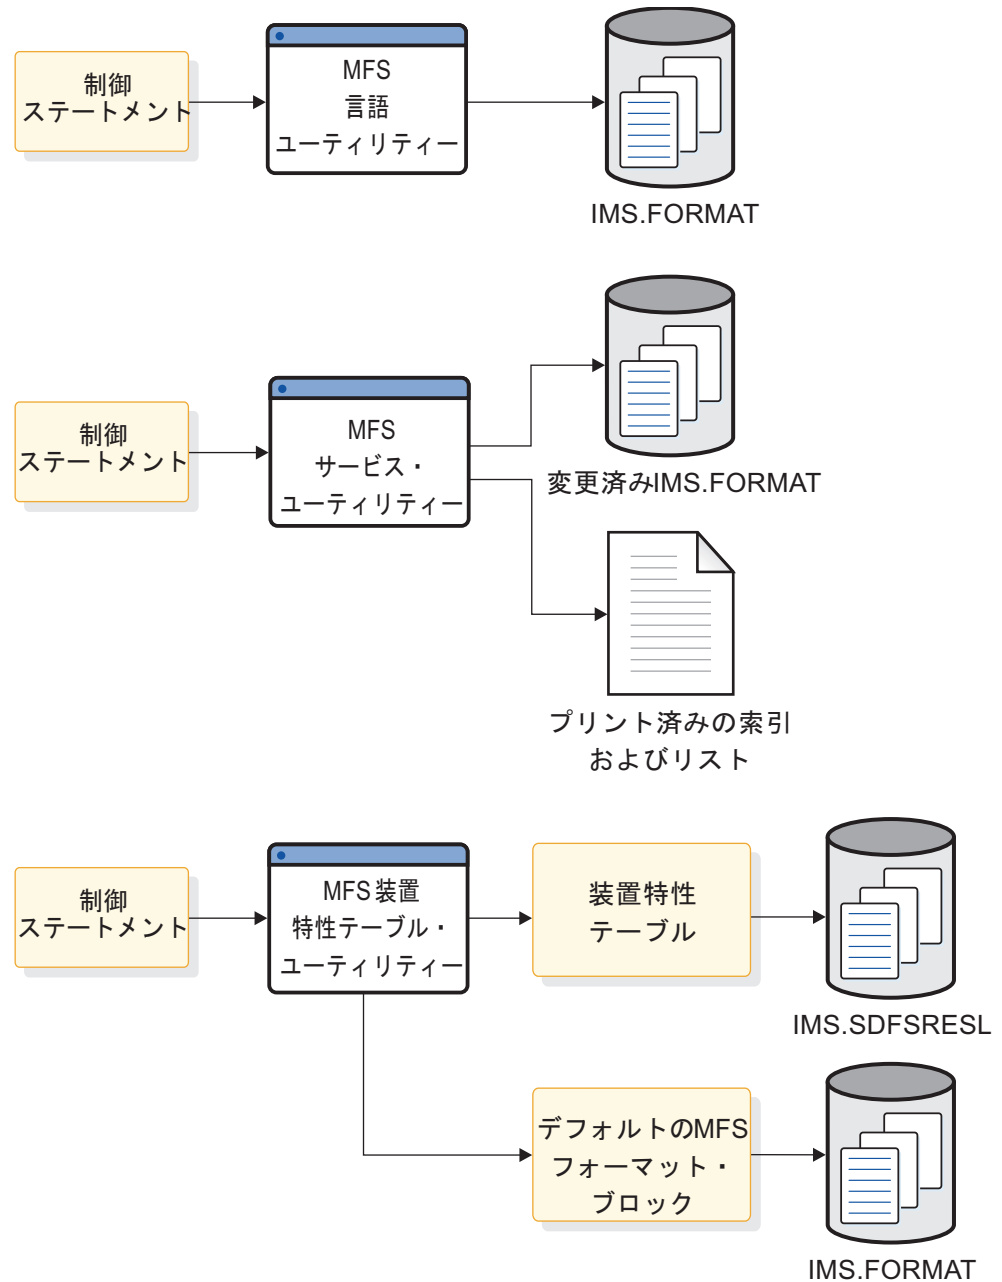 制御
ステートメント
MFS
言語
ユーティリティー
IMS.FORMAT
制御
ステートメント
MFS
サービス・
ユーティリティー
変更済みIMS.FORMAT
プリント済みの索引
およびリスト
制御
ステートメント
MFS装置
特性テーブル・
ユーティリティー
装置特性
テーブル
IMS.SDFSRESL
デフォルトのMFS
フォーマット・
ブロック
IMS.FORMAT